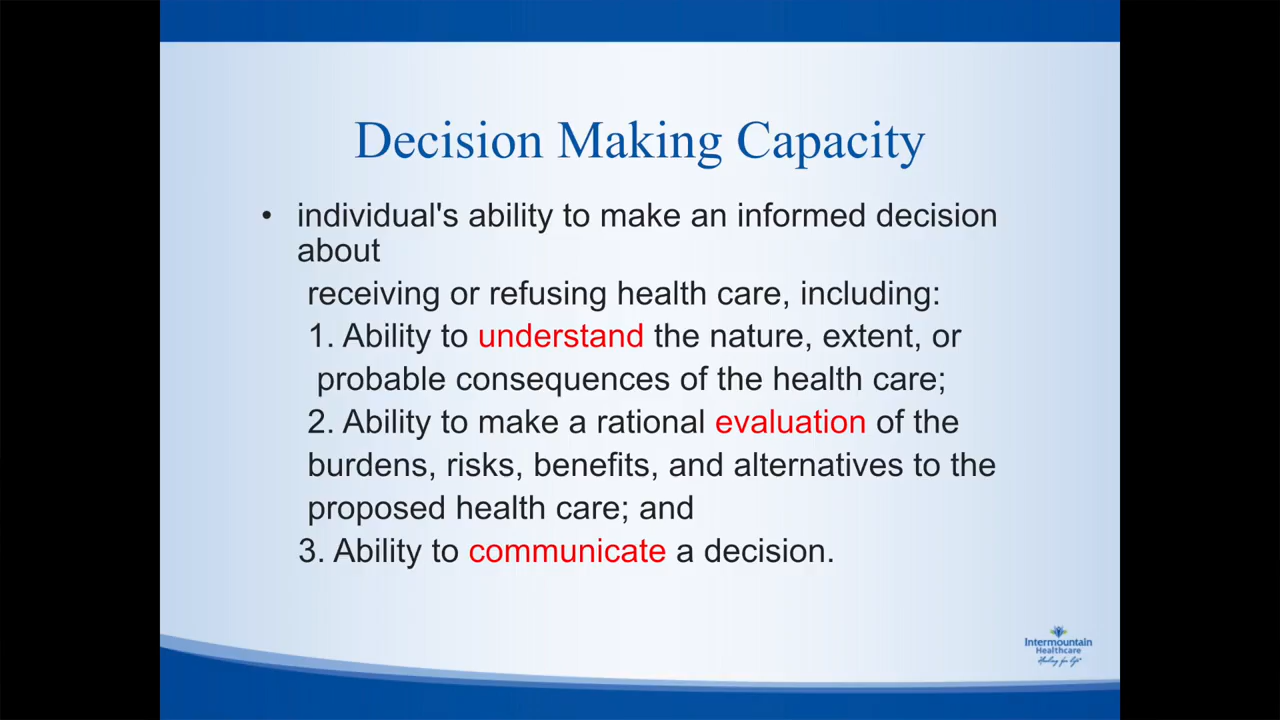 Decision Making Capacity
• individual's ability to make an informed decision
about
receiving or refusing health care, including:
1. Ability to understand the nature, extent, or
probable consequences of the health care;
2. Ability to make a rational evaluation of the
burdens, risks, benefits, and alternatives to the
proposed health care; and
3. Ability to communicate a decision.
Intermountain
Healthcare
Healing for life®